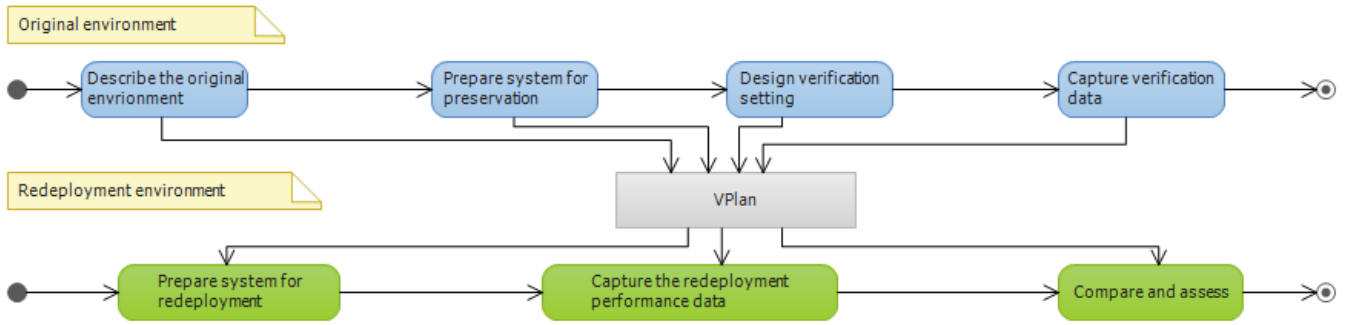 Original environment
Describe the original
envrionment
Prepare system for
preservation
Design verification
setting
Capture verification
data
Redeployment environment
VPlan
Prepare system for
redeployment
Capture the redeployment
performance data
Compare and assess